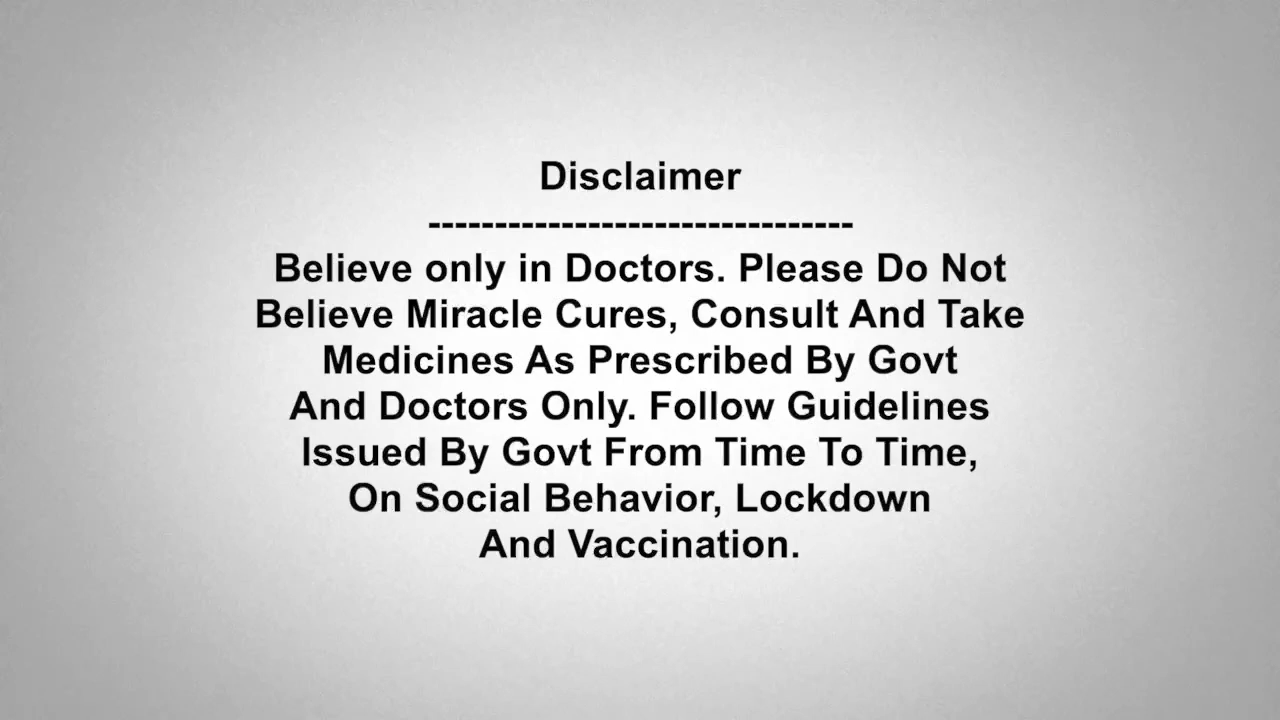 Disclaimer
--------------------------------
Believe only in Doctors. Please Do Not
Believe Miracle Cures, Consult And Take
Medicines As Prescribed By Govt
And Doctors Only. Follow Guidelines
Issued By Govt From Time To Time,
On Social Behavior, Lockdown
And Vaccination.